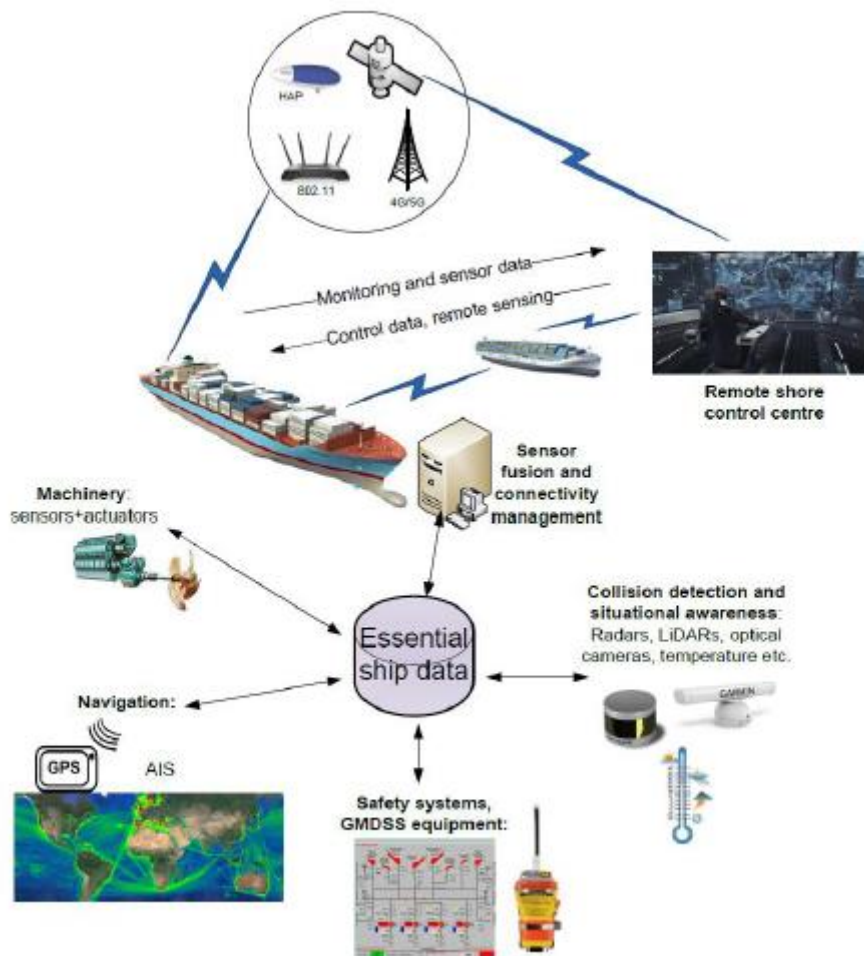 HAP
802.11
4G/5G
Monitoring and sensor data
Control data, remote sensing
Remote shore
control centre
Sensor
fusion and
connectivity
management
Machinery:
sensors+actuators
Collision detection and
situational awareness:
Radars, LiDARs, optical
cameras, temperature etc.
Essential
ship data
Navigation:
GARMIN
GPS
AIS
Safety systems,
GMDSS equipment: